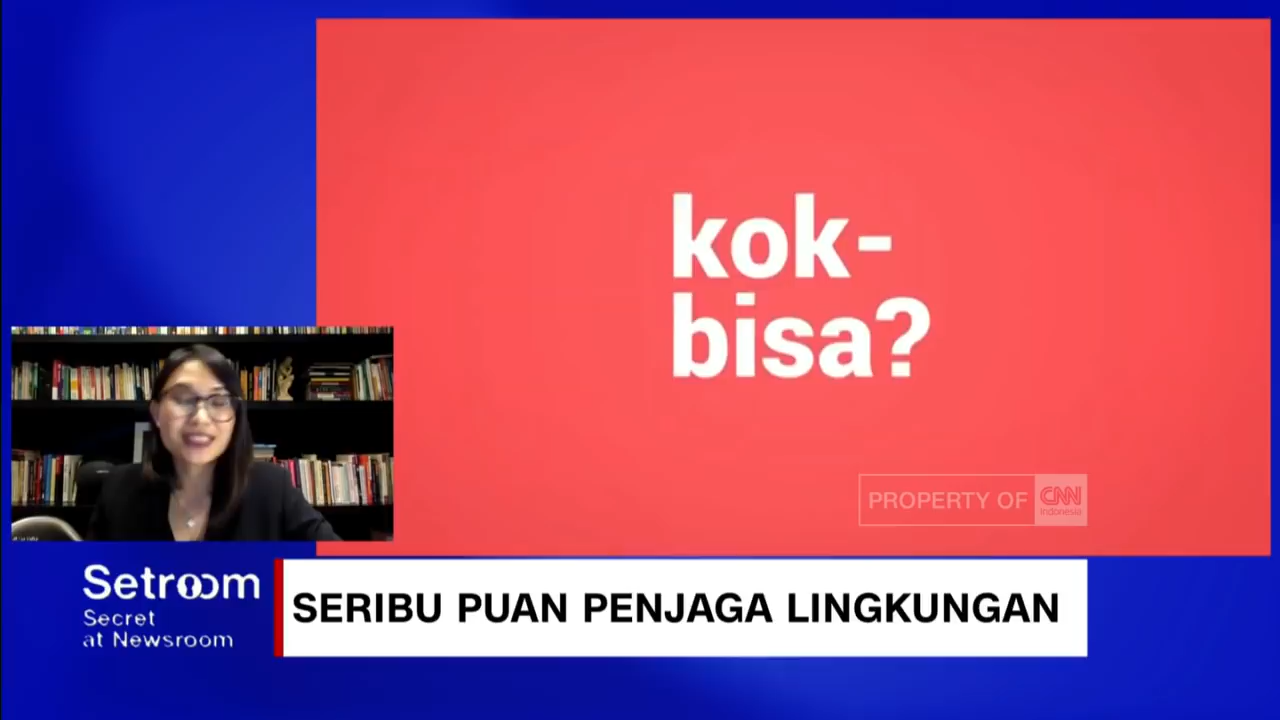 kok-
bisa?
PROPERTY OF CNN Indonesia
Setroom
Secret
at Newsroom
SERIBU PUAN PENJAGA LINGKUNGAN